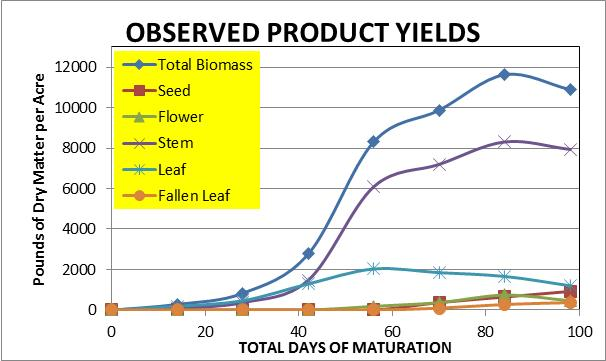 OBSERVED PRODUCT YIELDS
Pounds of Dry Matter per Acre
12000
10000
8000
6000
4000
2000
0
Total Biomass
Seed
Flower
Stem
Leaf
Fallen Leaf
0 20 40 60 80 100
TOTAL DAYS OF MATURATION